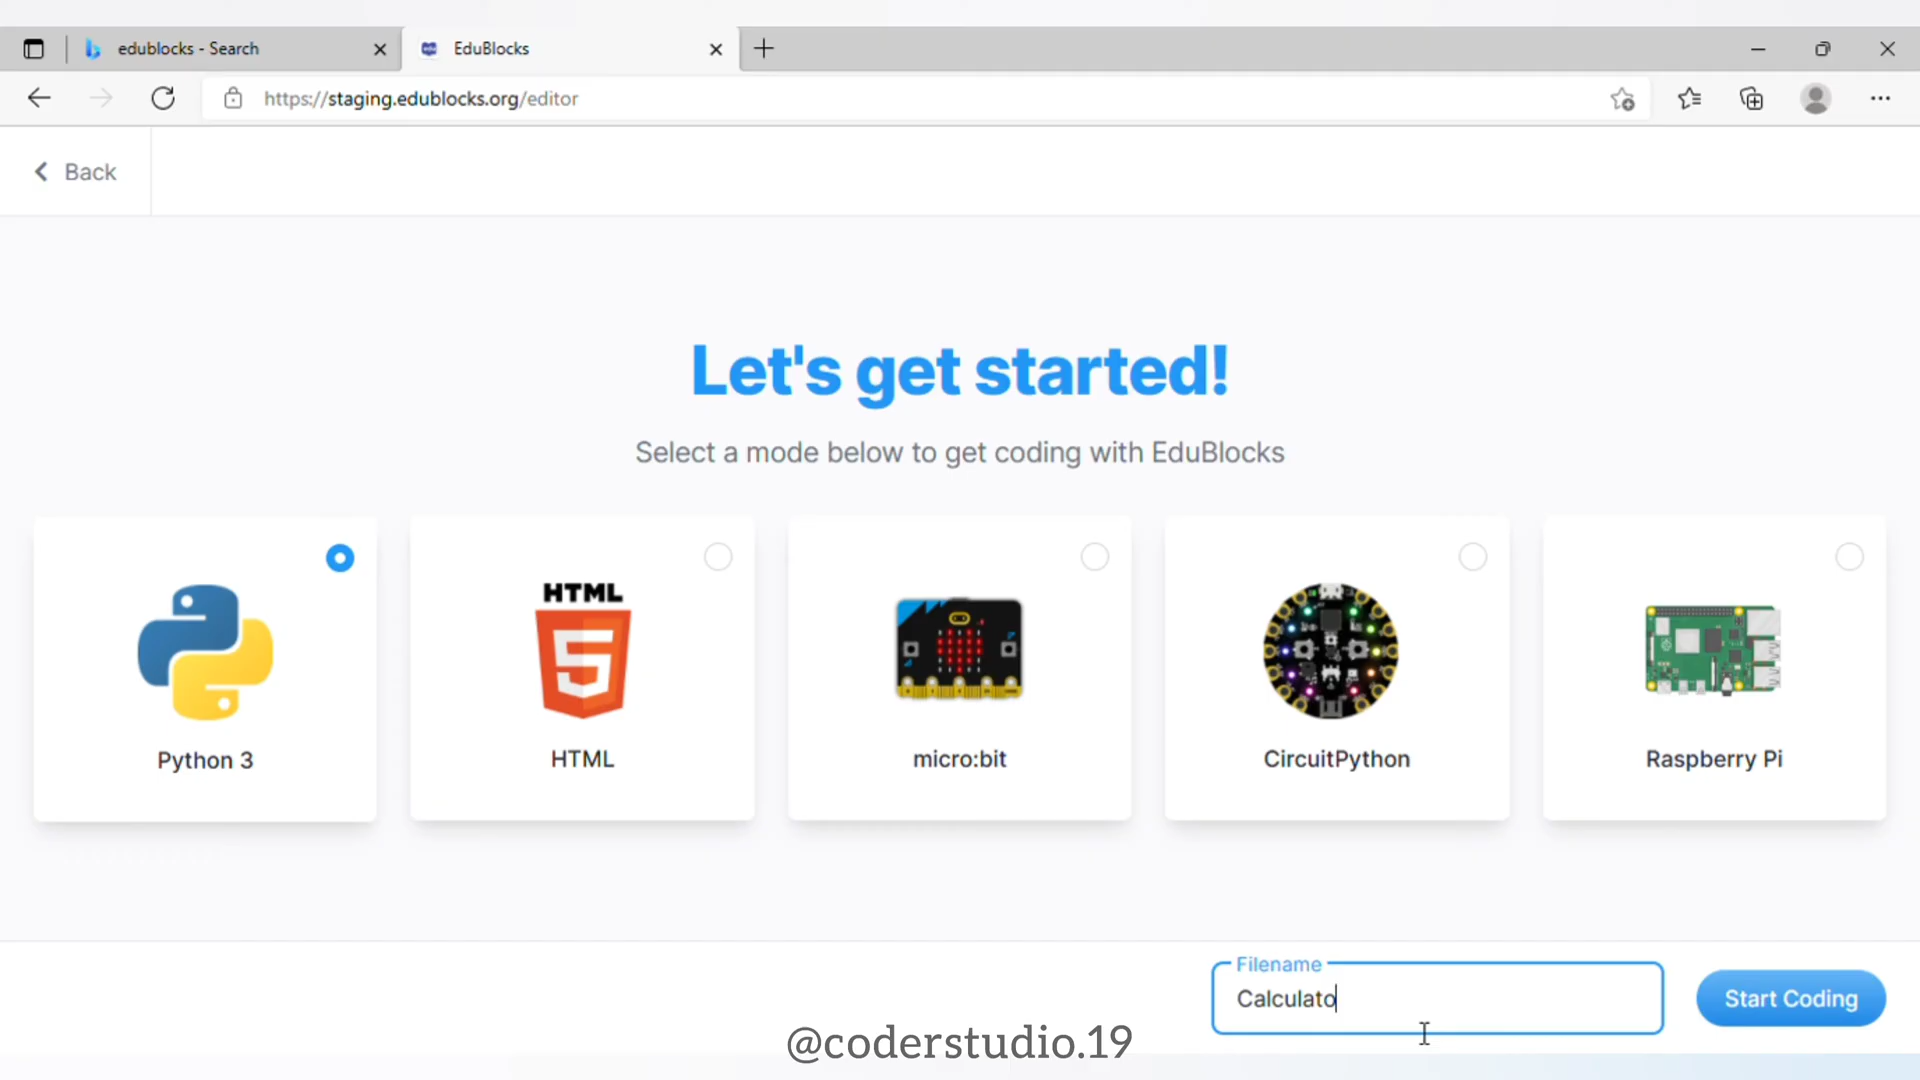 edublocks - Search
EduBlocks
https://staging.edublocks.org/editor
Back
Let's get started!
Select a mode below to get coding with EduBlocks
HTML
5
Python 3
HTML
micro:bit
CircuitPython
Raspberry Pi
Filename
Calculato
Start Coding
@coderstudio.19